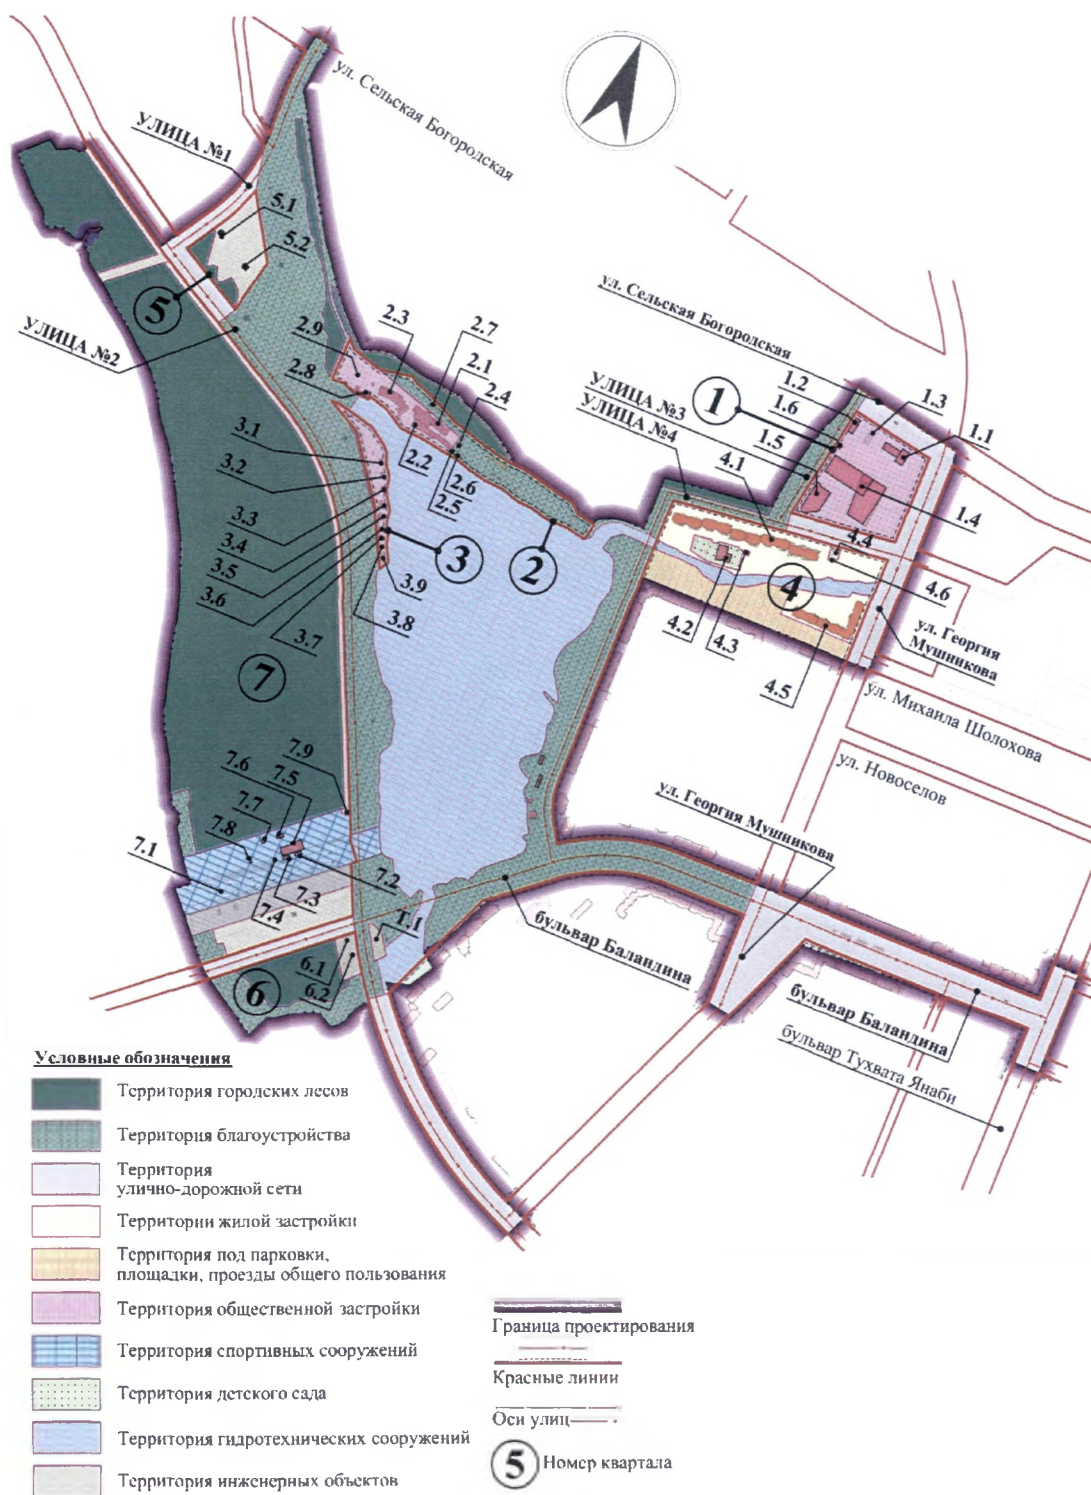 ул. Сельская Богородская
УЛИЦА №1
5.1
5.2
5
УЛИЦА №2
2.9
2.3
2.7
2.8
2.1
2.4
2.2
2.6
2.5
2
ул. Сельская Богородская
УЛИЦА №3
УЛИЦА №4
1
1.2
1.6
1.5
1.3
1.1
1.4
4.1
4.4
4
4.6
4.2
4.3
4.5
3.1
3.2
3.3
3.4
3.5
3.6
3.7
3
3.9
3.8
ул. Георгия
Мушникова
ул. Михаила Шолохова
ул. Новоселов
ул. Георгия Мушникова
7
7.9
7.6
7.5
7.7
7.8
7.1
7.2
7.3
7.4
Т.1
6.1
6.2
6
бульвар Баландина
бульвар Баландина
бульвар Тухвата Янаби
Условные обозначения
Территория городских лесов
Территория благоустройства
Территория
улично-дорожной сети
Территории жилой застройки
Территория под парковки,
площадки, проезды общего пользования
Территория общественной застройки
Территория спортивных сооружений
Территория детского сада
Территория гидротехнических сооружений
Территория инженерных объектов
Граница проектирования
Красные линии
Оси улиц
5 Номер квартала